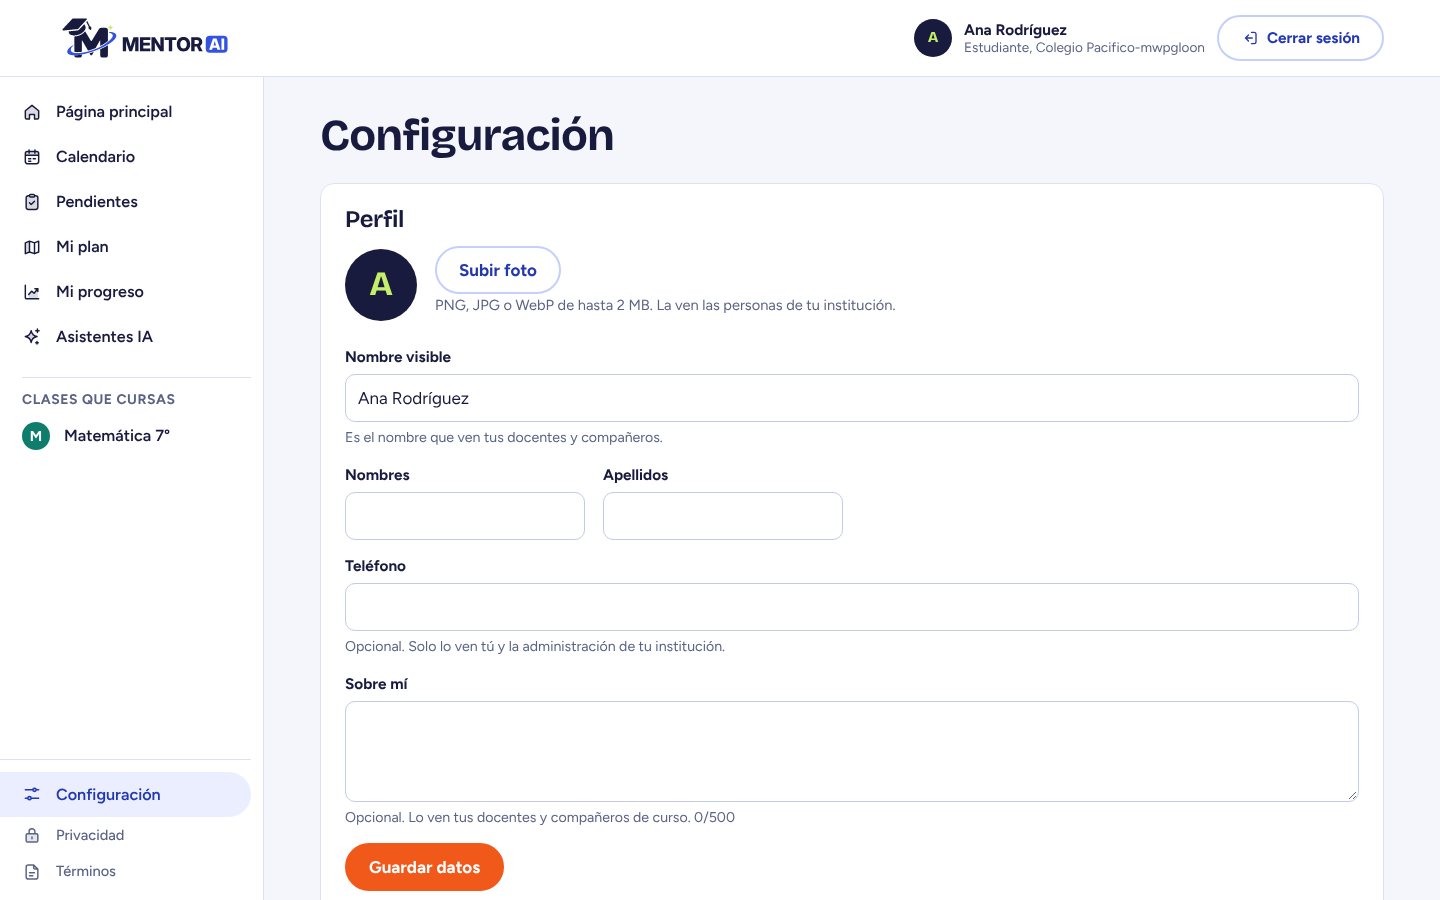 MENTOR AI
A
Ana Rodríguez
Estudiante, Colegio Pacifico-mwpgloon
Cerrar sesión
Página principal
Calendario
Pendientes
Mi plan
Mi progreso
Asistentes IA
CLASES QUE CURSAS
M
Matemática 7°
Configuración
Privacidad
Términos
Configuración
Perfil
A
Subir foto
PNG, JPG o WebP de hasta 2 MB. La ven las personas de tu institución.
Nombre visible
Ana Rodríguez
Es el nombre que ven tus docentes y compañeros.
Nombres
Apellidos
Teléfono
Opcional. Solo lo ven tú y la administración de tu institución.
Sobre mí
Opcional. Lo ven tus docentes y compañeros de curso. 0/500
Guardar datos